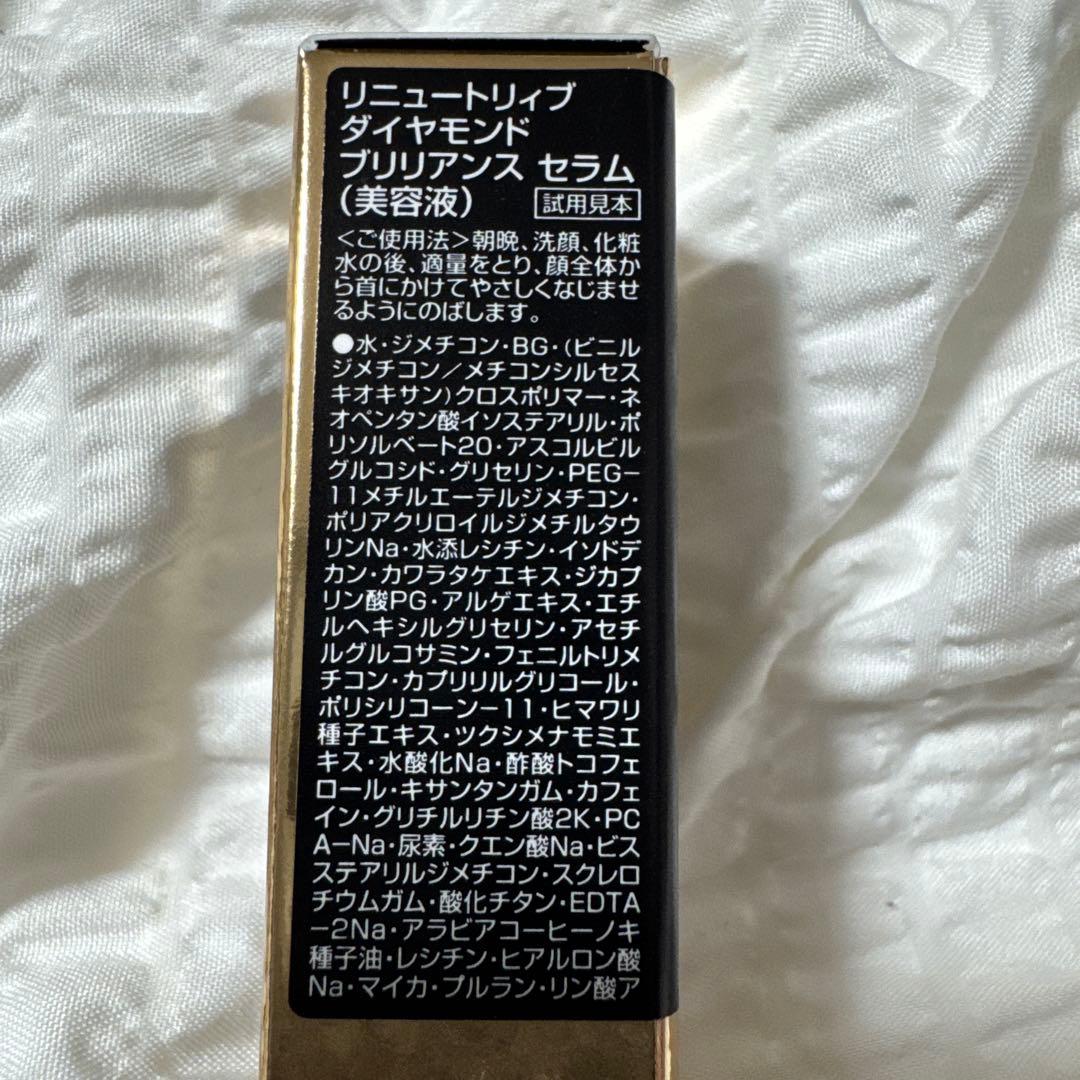 リニュートリィブ
ダイヤモンド
ブリリアンス セラム
(美容液) 試用見本
＜ご使用法＞朝晩、洗顔、化粧
水の後、適量をとり、顔全体か
ら首にかけてやさしくなじませ
るようにのばします。
●水・ジメチコン・BG・(ビニル
ジメチコン／メチコンシルセス
キオキサン)クロスポリマー・ネ
オペンタン酸イソステアリル・ポ
リソルベート20・アスコルビル
グルコシド・グリセリン・PEG-
11メチルエーテルジメチコン・
ポリアクリロイルジメチルタウ
リンNa・水添レシチン・イソドデ
カン・カワラタケエキス・ジカプ
リン酸PG・アルゲエキス・エチ
ルヘキシルグリセリン・アセチ
ルグルコサミン・フェニルトリメ
チコン・カプリリルグリコール・
ポリシリコーン-11・ヒマワリ
種子エキス・ツクシメナモミエ
キス・水酸化Na・酢酸トコフェ
ロール・キサンタンガム・カフェ
イン・グリチルリチン酸2K・PC
A-Na・尿素・クエン酸Na・ビス
ステアリルジメチコン・スクレロ
チウムガム・酸化チタン・EDTA
-2Na・アラビアコーヒーノキ
種子油・レシチン・ヒアルロン酸
Na・マイカ・プルラン・リン酸ア